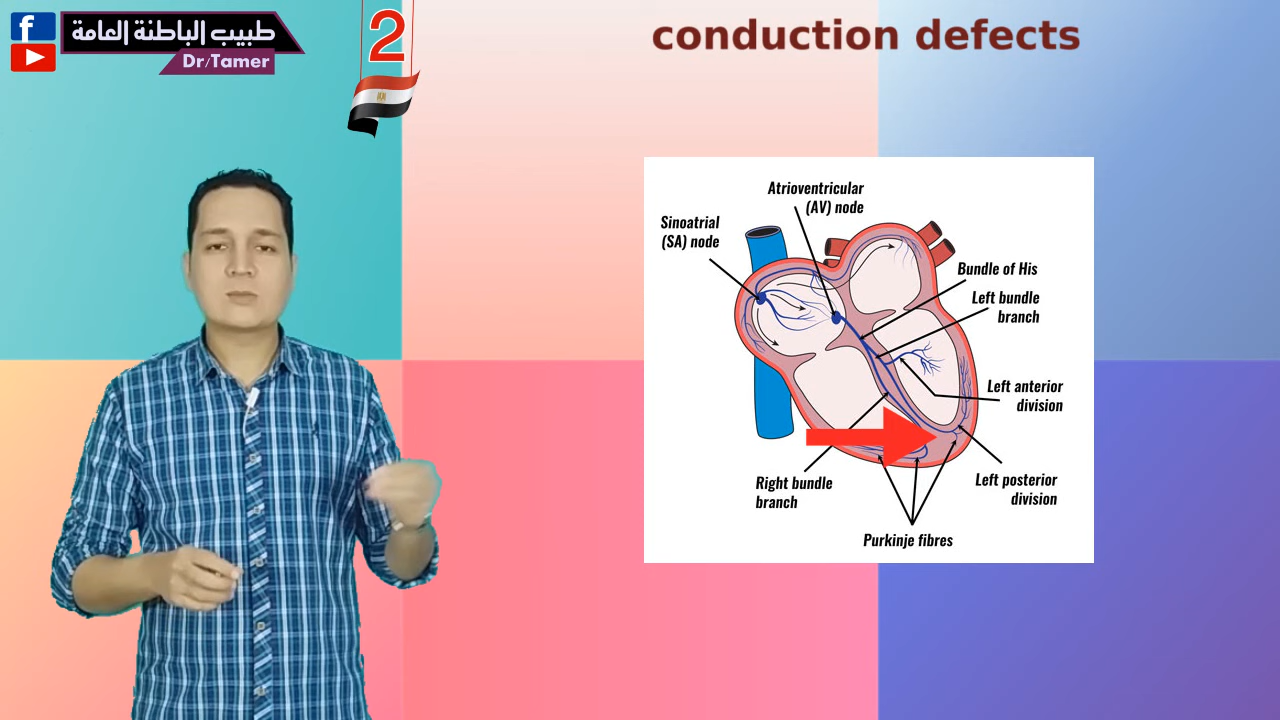 f
طبيب الباطنة العامة
Dr/Tamer
2
conduction defects
Atrioventricular
(AV) node
Sinoatrial
(SA) node
Bundle of His
Left bundle
branch
Left anterior
division
Right bundle
branch
Left posterior
division
Purkinje fibres